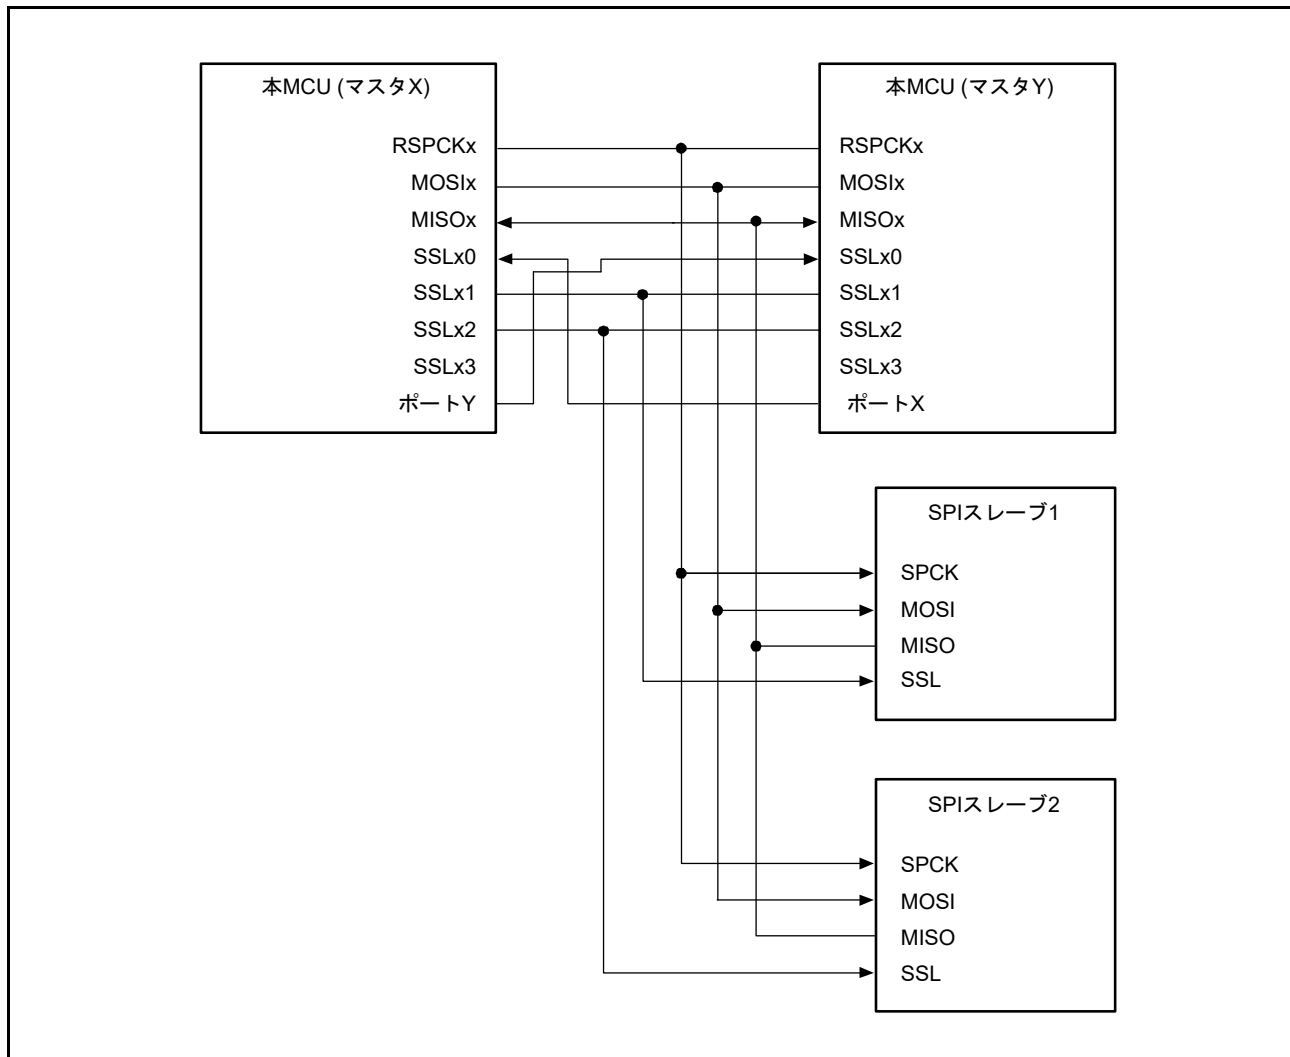 本MCU (マスタX)
RSPCKx
MOSIx
MISOx
SSLx0
SSLx1
SSLx2
SSLx3
ポートY
本MCU (マスタY)
RSPCKx
MOSIx
MISOx
SSLx0
SSLx1
SSLx2
SSLx3
ポートX
SPIスレーブ1
SPCK
MOSI
MISO
SSL
SPIスレーブ2
SPCK
MOSI
MISO
SSL